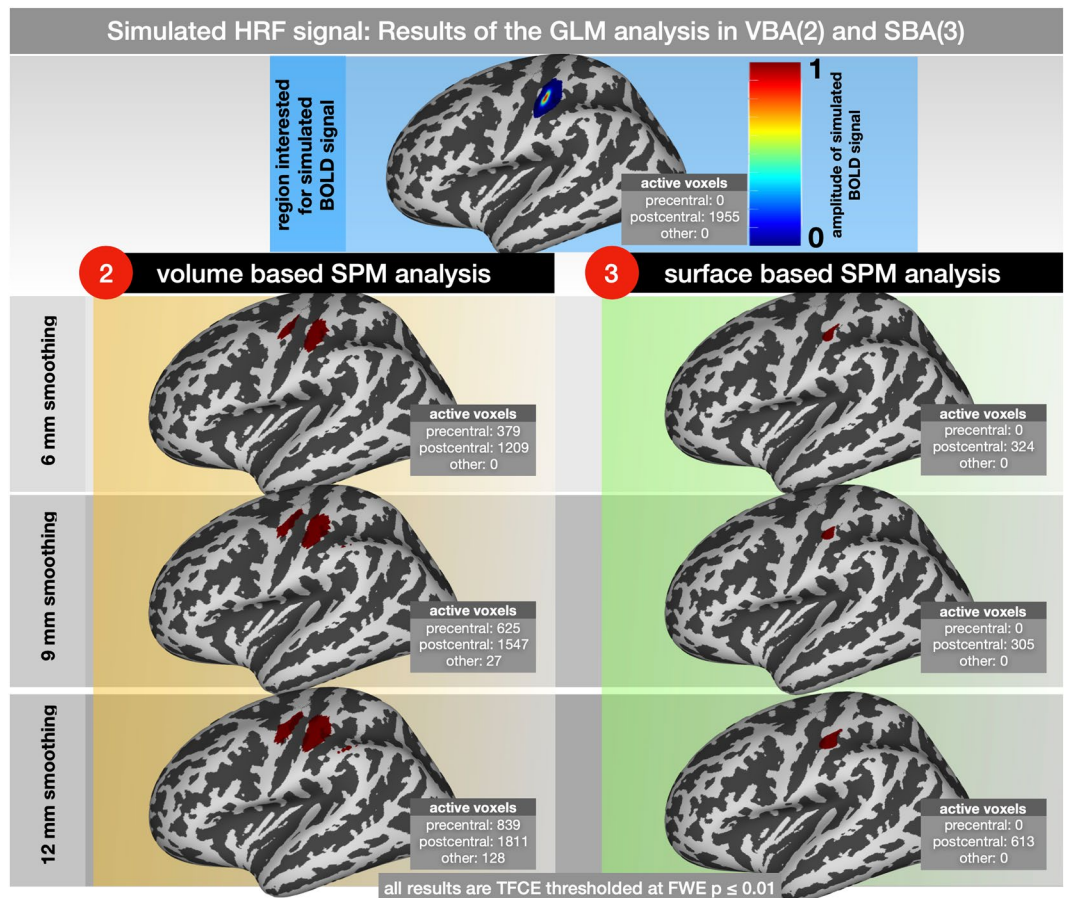 Simulated HRF signal: Results of the GLM analysis in VBA(2) and SBA(3)
region interested
for simulated
BOLD signal
active voxels
precentral: 0
postcentral: 1955
other: 0
1
0
amplitude of simulated
BOLD signal
2
volume based SPM analysis
3
surface based SPM analysis
6 mm smoothing
active voxels
precentral: 379
postcentral: 1209
other: 0
active voxels
precentral: 0
postcentral: 324
other: 0
9 mm smoothing
active voxels
precentral: 625
postcentral: 1547
other: 27
active voxels
precentral: 0
postcentral: 305
other: 0
12 mm smoothing
active voxels
precentral: 839
postcentral: 1811
other: 128
active voxels
precentral: 0
postcentral: 613
other: 0
all results are TFCE thresholded at FWE p ≤ 0.01